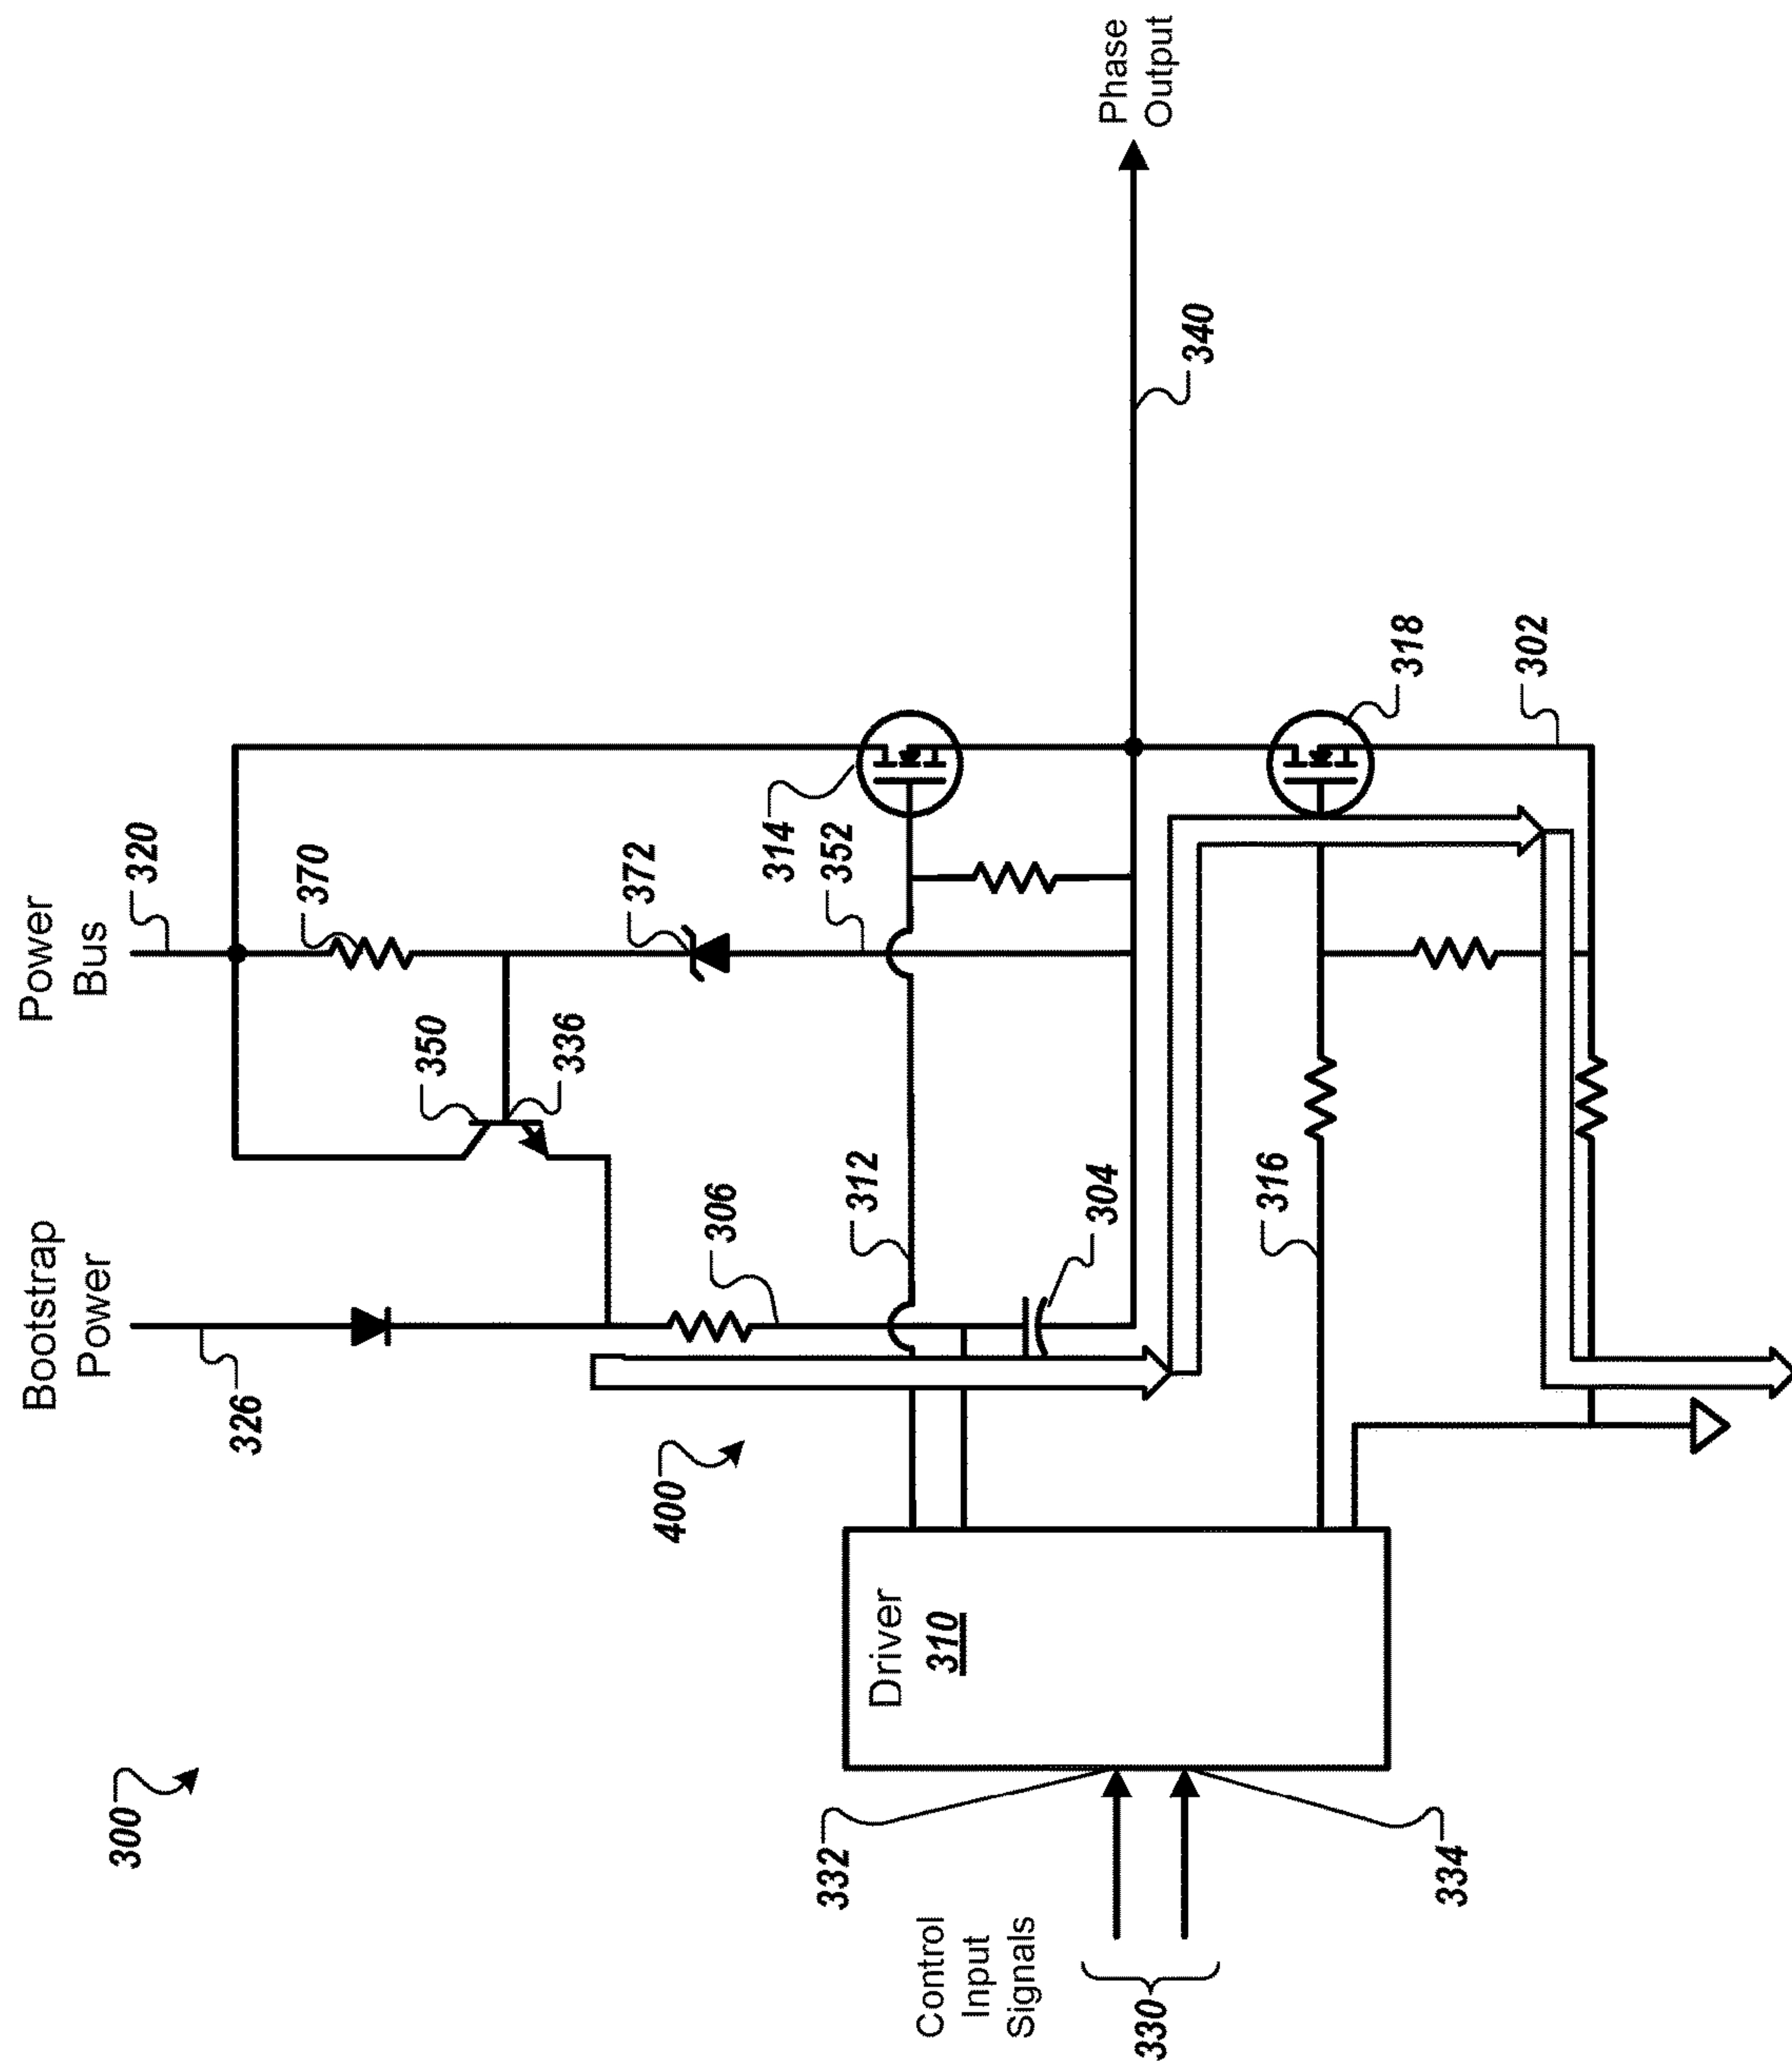 300
Bootstrap
Power
Power
Bus
326
320
350
370
336
372
306
314
352
400
312
304
Phase
Output
340
Driver
310
316
318
302
332
Control
Input
Signals
330
334